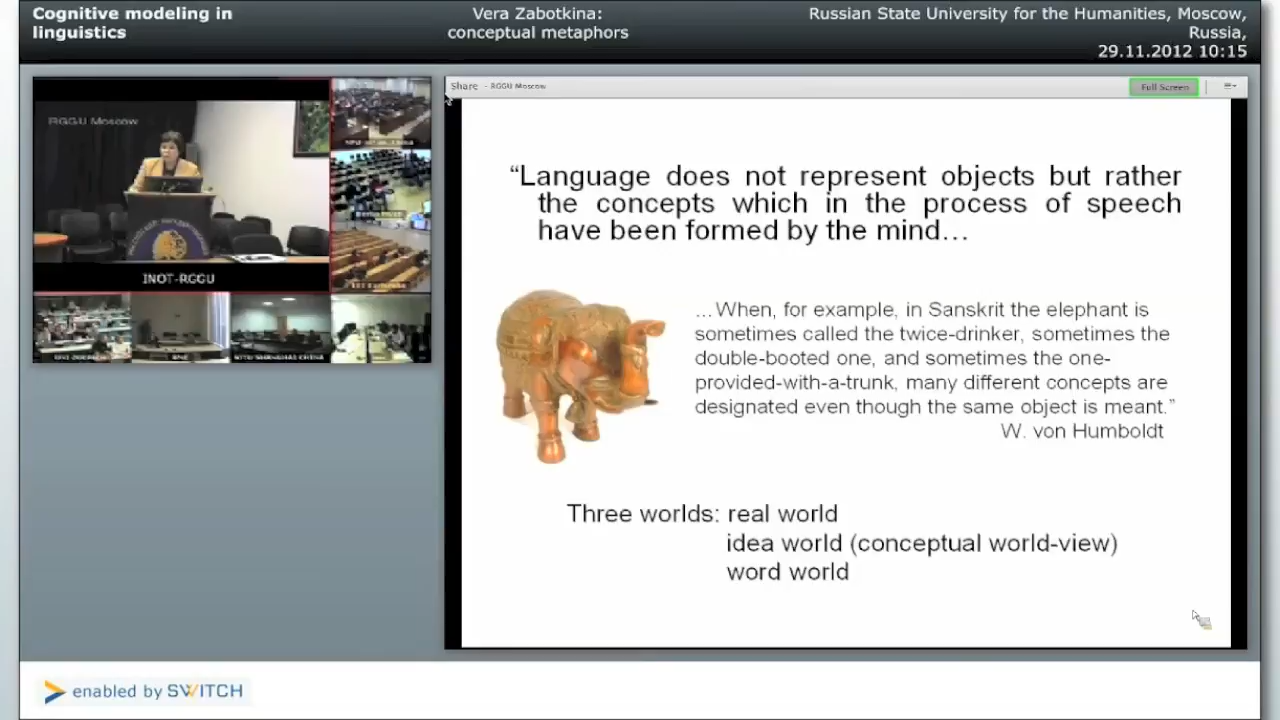 Cognitive modeling in
linguistics
Vera Zabotkina:
conceptual metaphors
Russian State University for the Humanities, Moscow,
Russia,
29.11.2012 10:15
Share - RGGU Moscow
Full Screen
RGGU Moscow
INOT-RGGU
“Language does not represent objects but rather
the concepts which in the process of speech
have been formed by the mind…
…When, for example, in Sanskrit the elephant is
sometimes called the twice-drinker, sometimes the
double-booted one, and sometimes the one-
provided-with-a-trunk, many different concepts are
designated even though the same object is meant.”
W. von Humboldt
Three worlds: real world
idea world (conceptual world-view)
word world
enabled by SWITCH